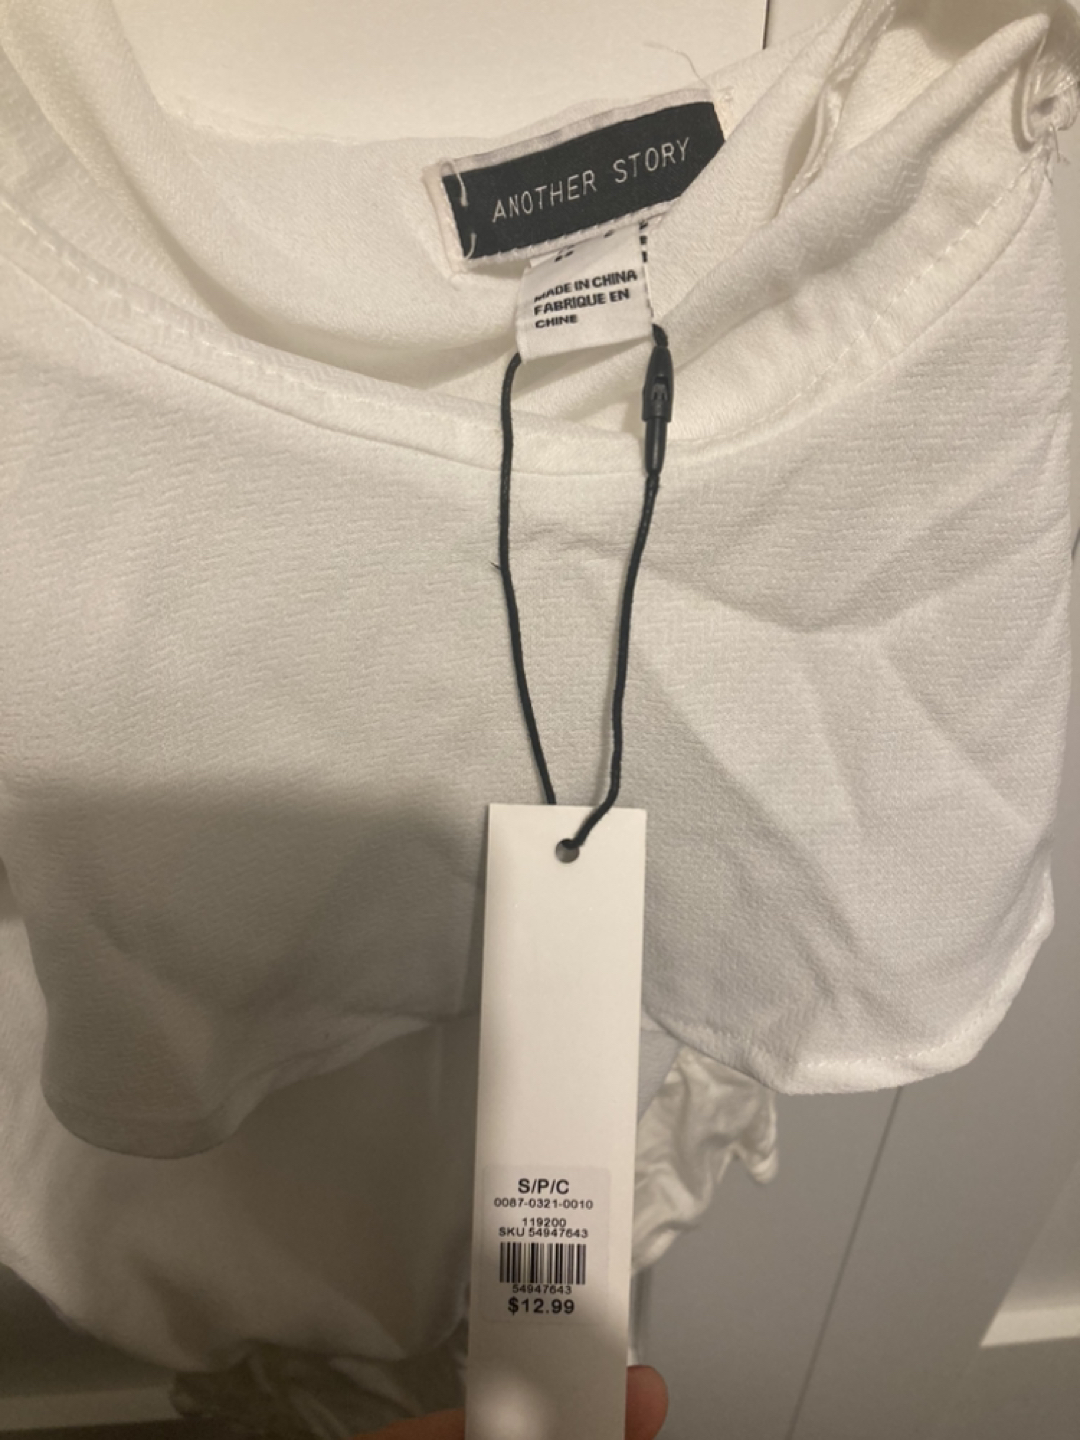 ANOTHER STORY
MADE IN CHINA
FABRIQUE EN
CHINE
S/P/C
0087-0321-0010
119200
SKU 54947643
54947643
$12.99